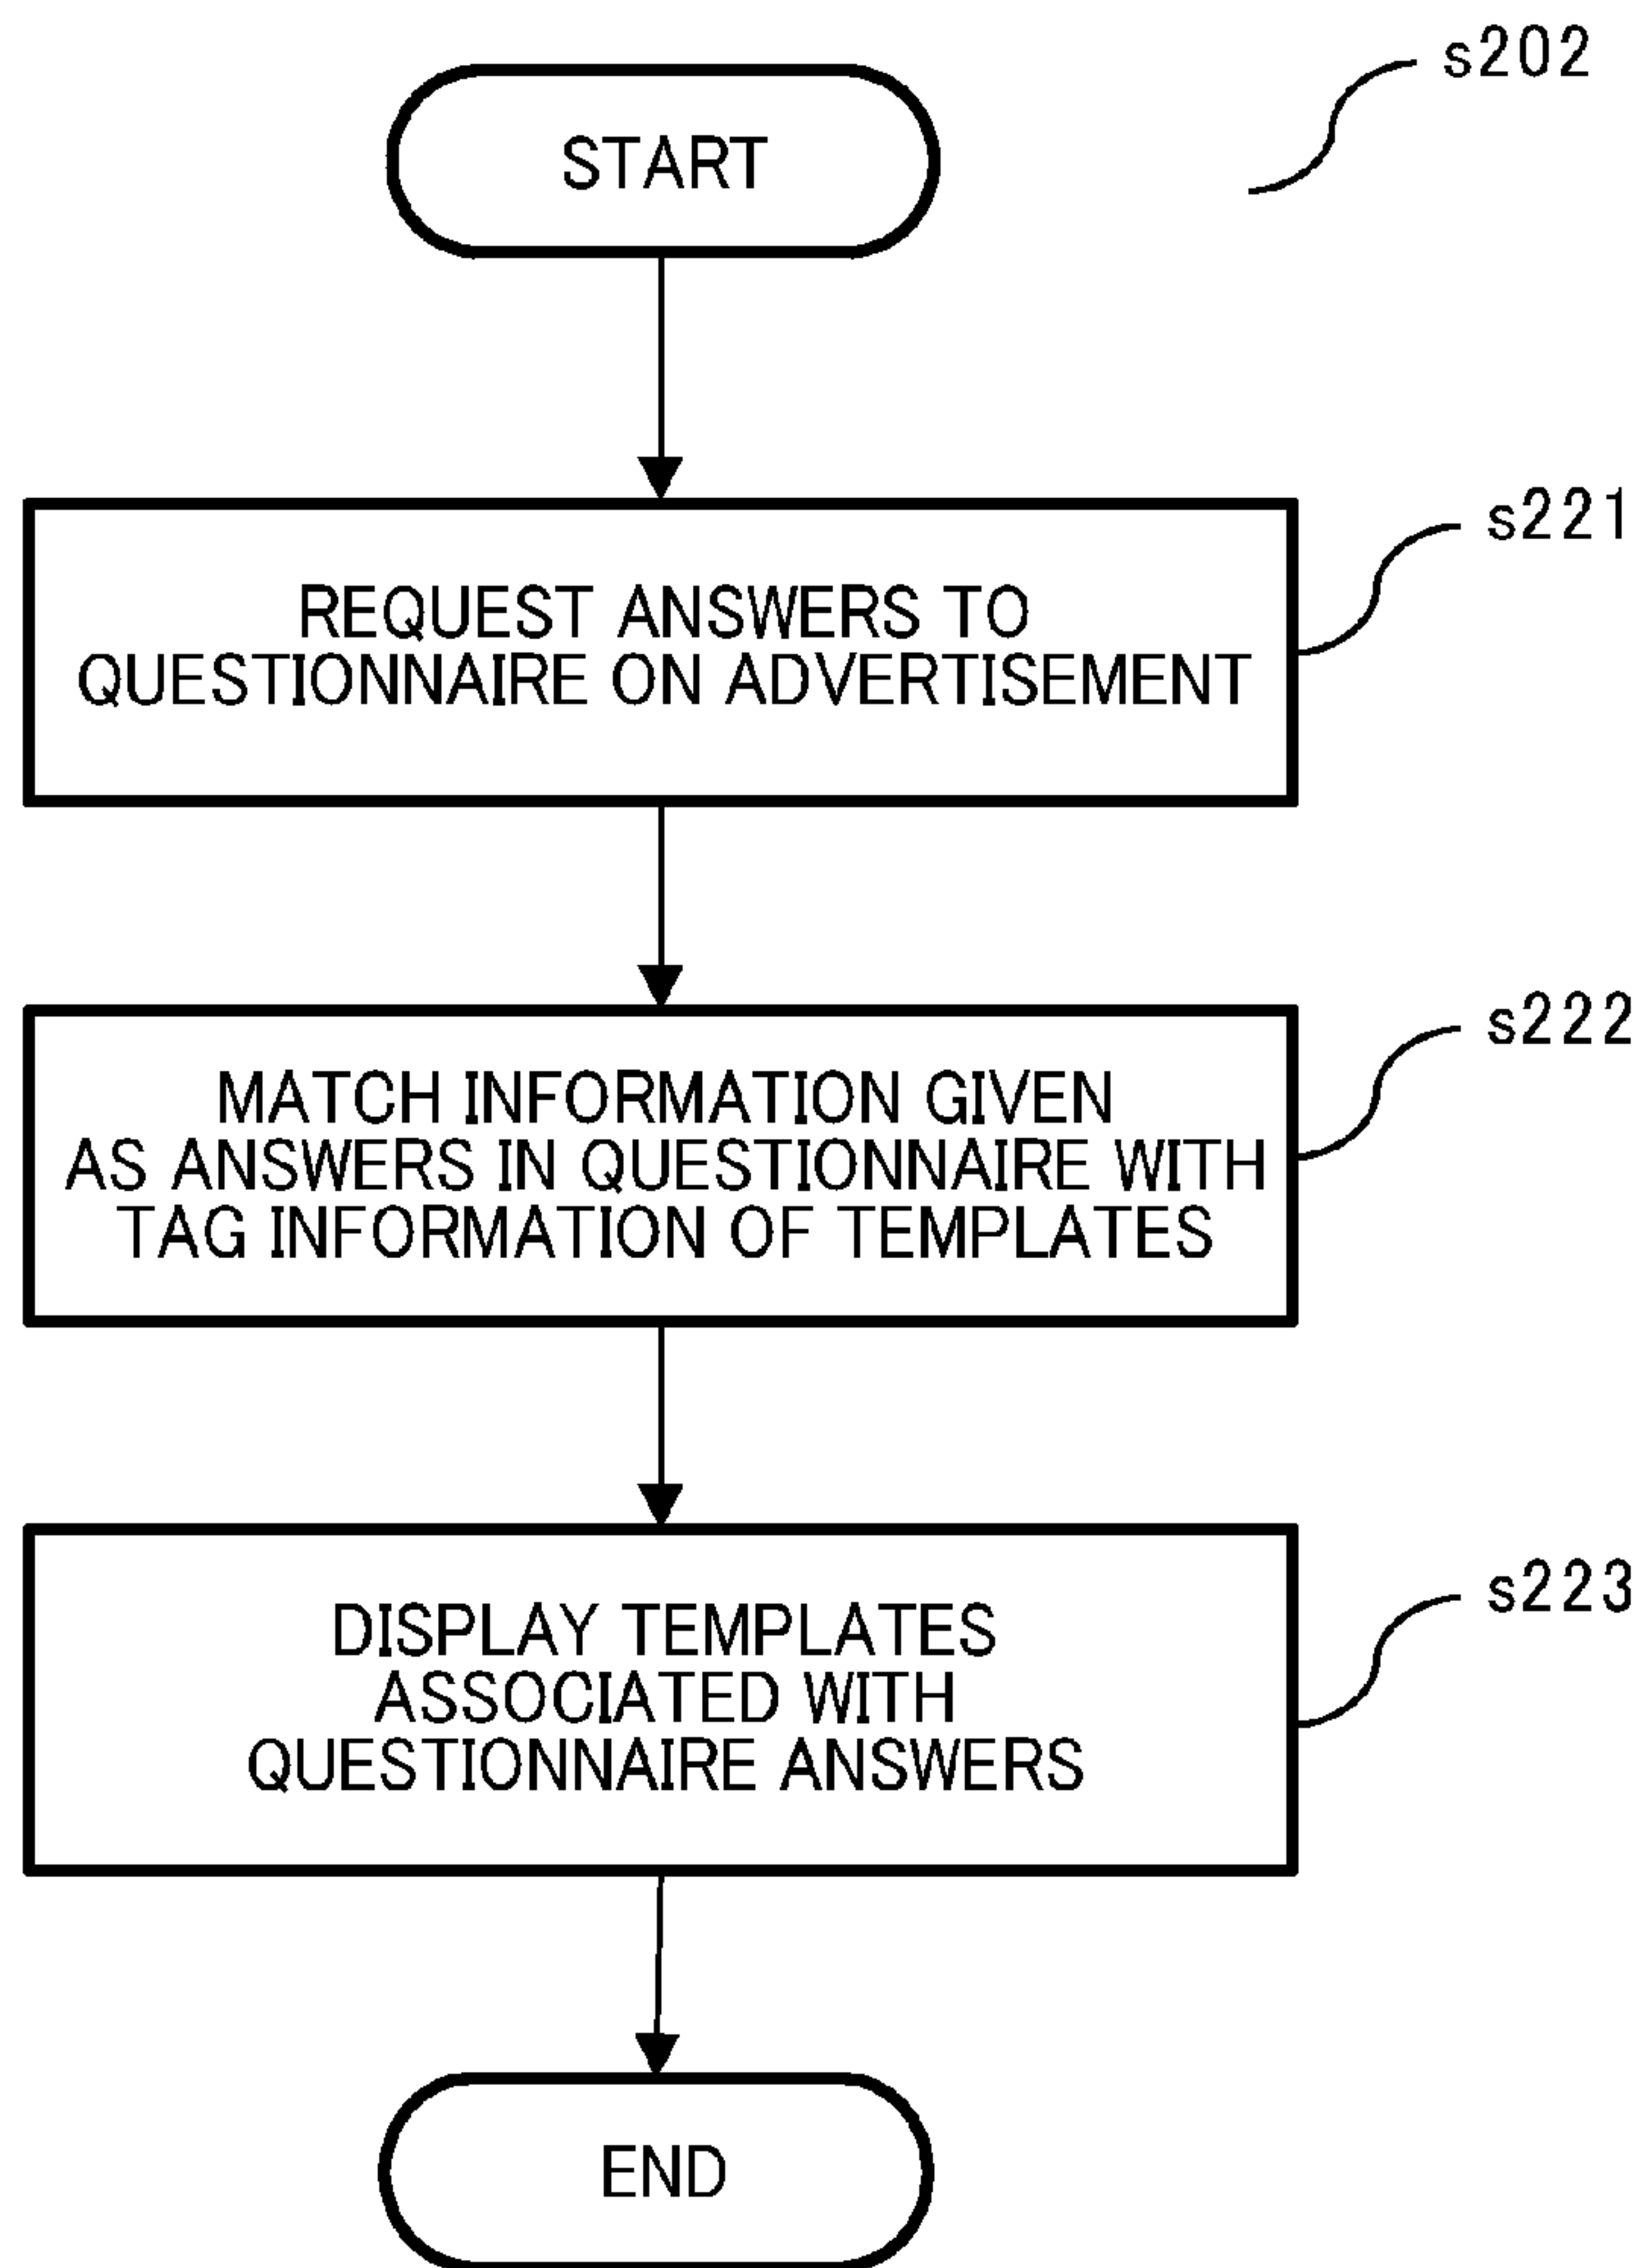 s202
START
s221
REQUEST ANSWERS TO
QUESTIONNAIRE ON ADVERTISEMENT
s222
MATCH INFORMATION GIVEN
AS ANSWERS IN QUESTIONNAIRE WITH
TAG INFORMATION OF TEMPLATES
s223
DISPLAY TEMPLATES
ASSOCIATED WITH
QUESTIONNAIRE ANSWERS
END